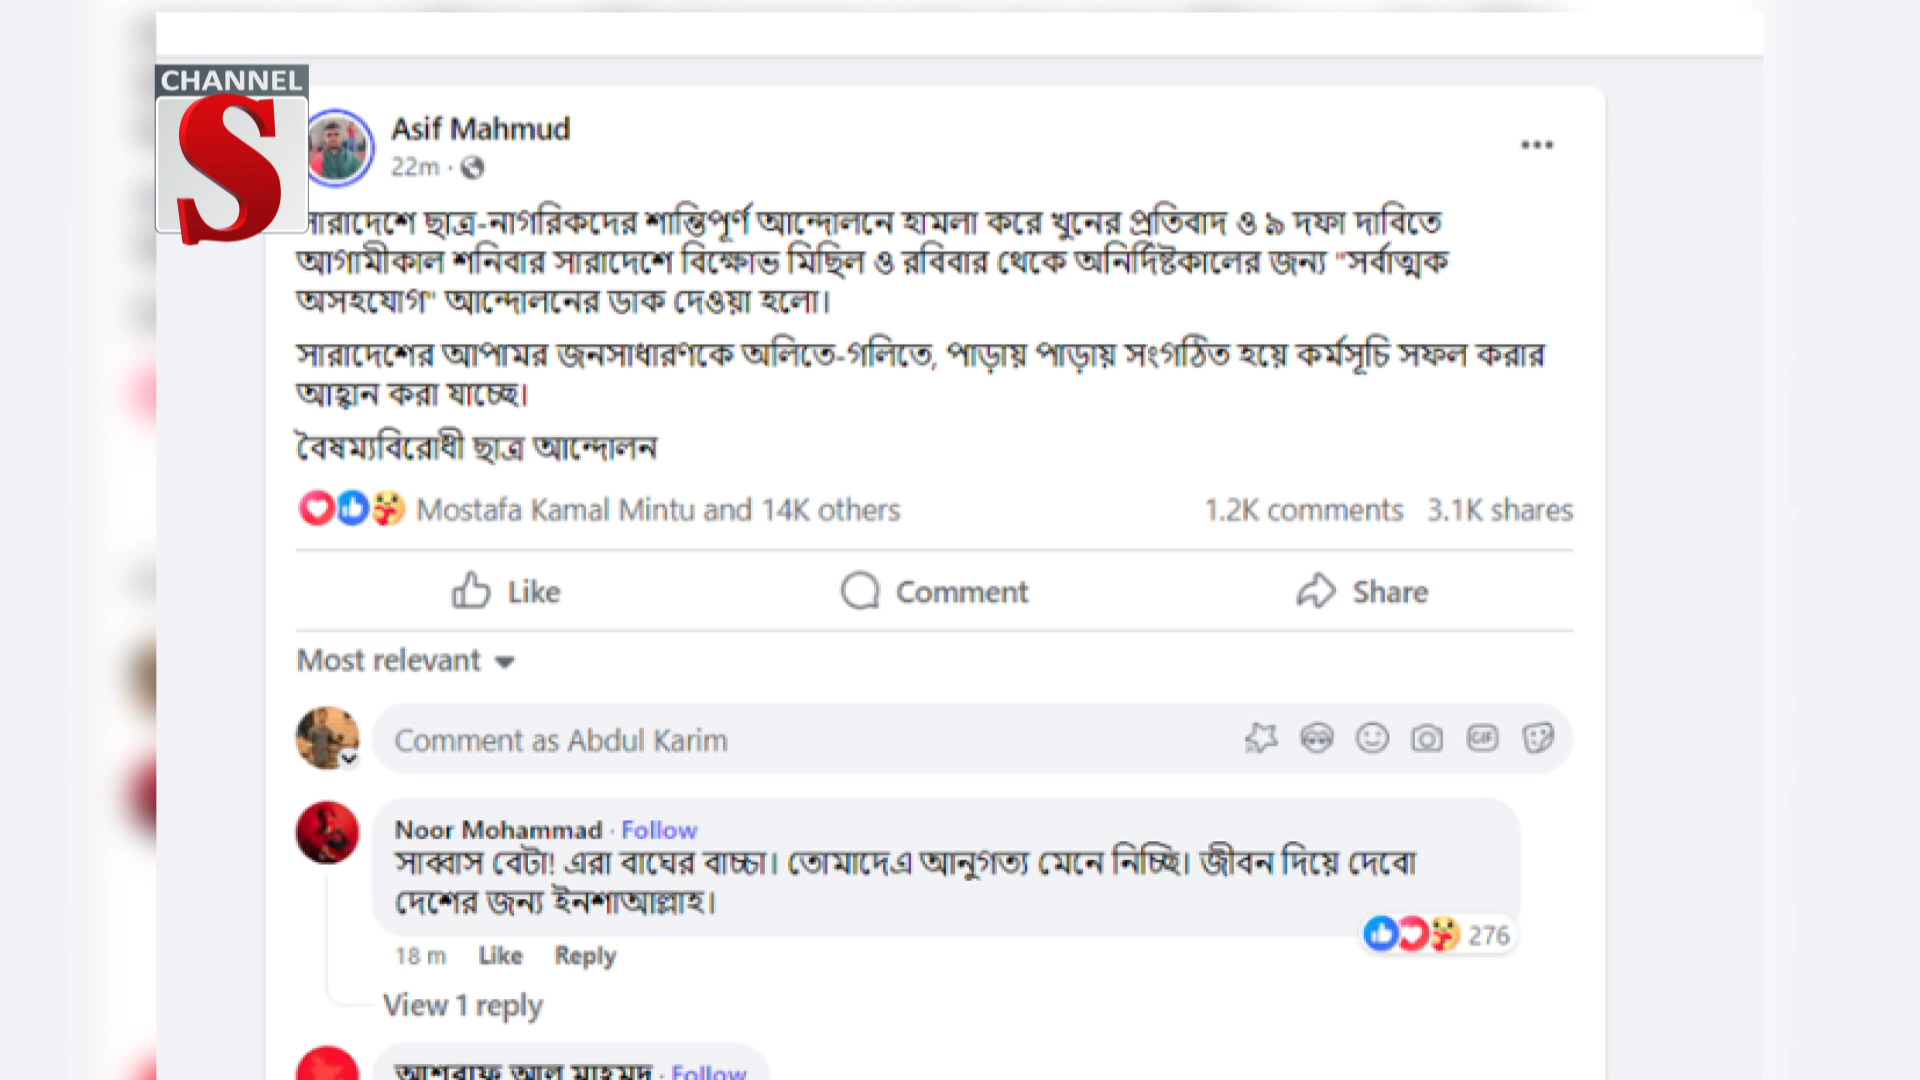 CHANNEL
S
Asif Mahmud
22m ·
সারাদেশে ছাত্র-নাগরিকদের শান্তিপূর্ণ আন্দোলনে হামলা করে খুনের প্রতিবাদ ও ৯ দফা দাবিতে
আগামীকাল শনিবার সারাদেশে বিক্ষোভ মিছিল ও রবিবার থেকে অনির্দিষ্টকালের জন্য "সর্বাত্মক
অসহযোগ" আন্দোলনের ডাক দেওয়া হলো।
সারাদেশের আপামর জনসাধারণকে অলিতে-গলিতে, পাড়ায় পাড়ায় সংগঠিত হয়ে কর্মসূচি সফল করার
আহ্বান করা যাচ্ছে।
বৈষম্যবিরোধী ছাত্র আন্দোলন
Mostafa Kamal Mintu and 14K others 1.2K comments 3.1K shares
Like Comment Share
Most relevant
Comment as Abdul Karim GIF
Noor Mohammad · Follow
সাব্বাস বেটা! এরা বাঘের বাচ্চা। তোমাদেএ আনুগত্য মেনে নিচ্ছি। জীবন দিয়ে দেবো
দেশের জন্য ইনশাআল্লাহ।
276
18 m Like Reply
View 1 reply
আশরাফ আল মাহমুদ · Follow